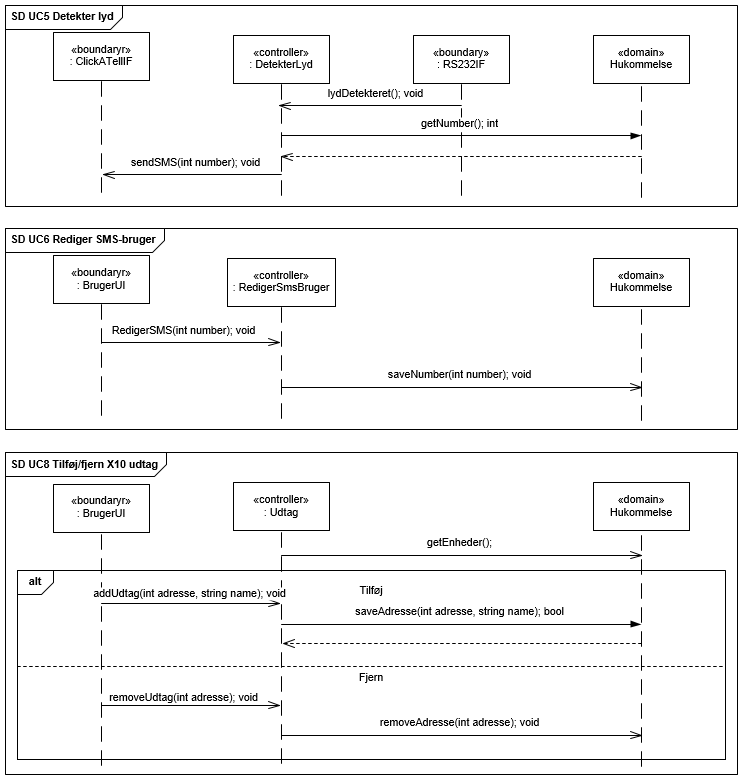 SD UC5 Detekter lyd
«boundaryr»
: ClickATellIF
«controller»
: DetekterLyd
«boundary»
: RS232IF
«domain»
Hukommelse
lydDetekteret(); void
getNumber(); int
sendSMS(int number); void
SD UC6 Rediger SMS-bruger
«boundaryr»
: BrugerUI
«controller»
: RedigerSmsBruger
«domain»
Hukommelse
RedigerSMS(int number); void
saveNumber(int number); void
SD UC8 Tilføj/fjern X10 udtag
«boundaryr»
: BrugerUI
«controller»
: Udtag
«domain»
Hukommelse
getEnheder();
alt
Tilføj
addUdtag(int adresse, string name); void
saveAdresse(int adresse, string name); bool
Fjern
removeUdtag(int adresse); void
removeAdresse(int adresse); void